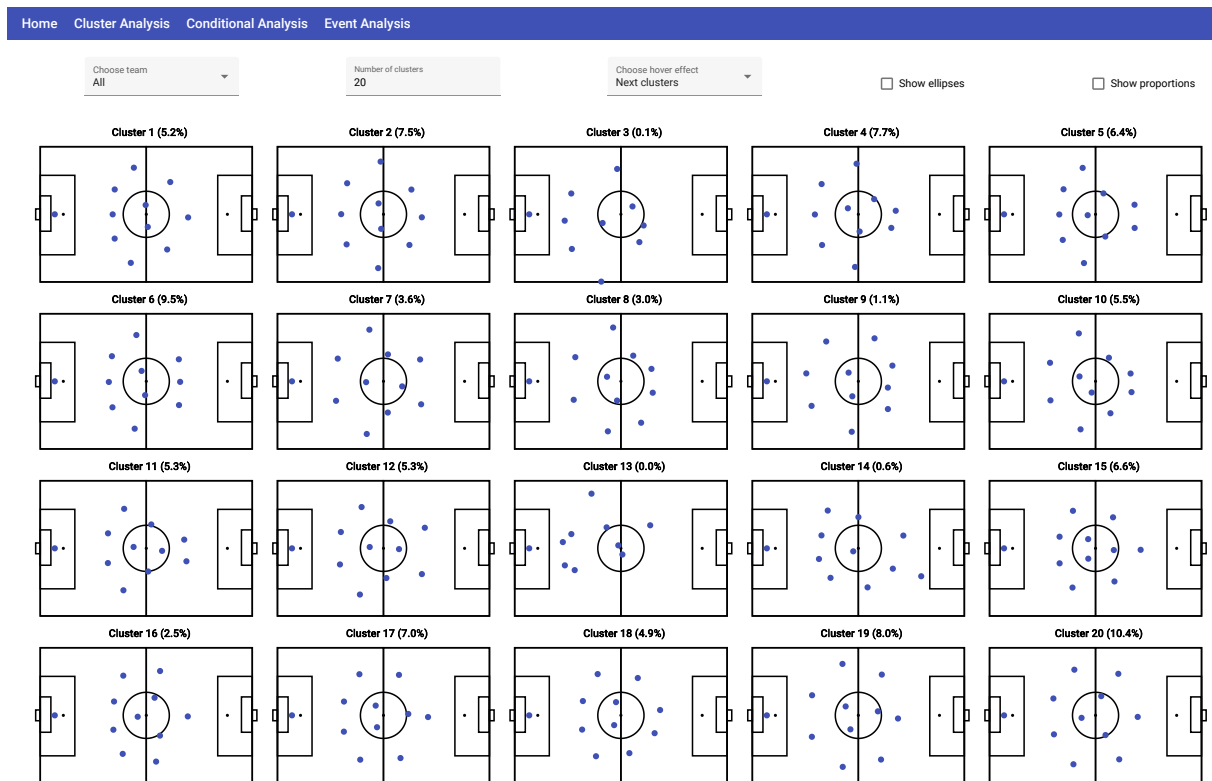 Home Cluster Analysis Conditional Analysis Event Analysis
Choose team Number of clusters Choose hover effect
All 20 Next clusters Show ellipses Show proportions
Cluster 1 (5.2%) Cluster 2 (7.5%) Cluster 3 (0.1%) Cluster 4 (7.7%) Cluster 5 (6.4%)
Cluster 6 (9.5%) Cluster 7 (3.6%) Cluster 8 (3.0%) Cluster 9 (1.1%) Cluster 10 (5.5%)
Cluster 11 (5.3%) Cluster 12 (5.3%) Cluster 13 (0.0%) Cluster 14 (0.6%) Cluster 15 (6.6%)
Cluster 16 (2.5%) Cluster 17 (7.0%) Cluster 18 (4.9%) Cluster 19 (8.0%) Cluster 20 (10.4%)